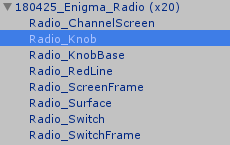 180425_Enigma_Radio (x20)
Radio_ChannelScreen
Radio_Knob
Radio_KnobBase
Radio_RedLine
Radio_ScreenFrame
Radio_Surface
Radio_Switch
Radio_SwitchFrame